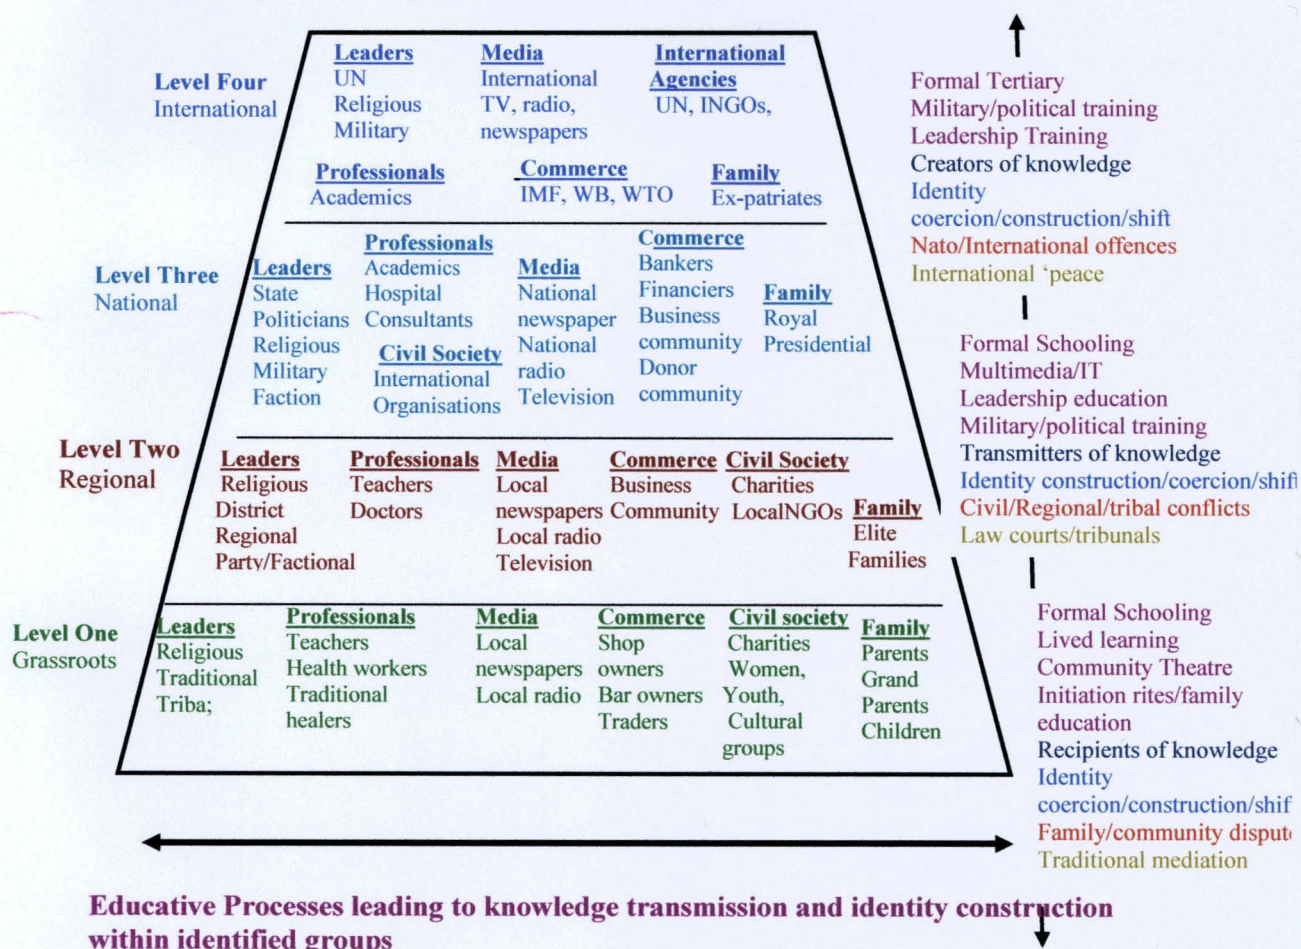 Level Four
International
Leaders
UN
Religious
Military
Media
International
TV, radio,
newspapers
International
Agencies
UN, INGOs,
Professionals
Academics
Commerce
IMF, WB, WTO
Family
Ex-patriates
Level Three
National
Leaders
State
Politicians
Religious
Military
Faction
Professionals
Academics
Hospital
Consultants
Civil Society
International
Organisations
Media
National
newspaper
National
radio
Television
Commerce
Bankers
Financiers
Business
community
Donor
community
Family
Royal
Presidential
Level Two
Regional
Leaders
Religious
District
Regional
Party/Factional
Professionals
Teachers
Doctors
Media
Local
newspapers
Local radio
Television
Commerce
Business
Community
Civil Society
Charities
LocalNGOs
Family
Elite
Families
Level One
Grassroots
Leaders
Religious
Traditional
Triba;
Professionals
Teachers
Health workers
Traditional
healers
Media
Local
newspapers
Local radio
Commerce
Shop
owners
Bar owners
Traders
Civil society
Charities
Women,
Youth,
Cultural
groups
Family
Parents
Grand
Parents
Children
Formal Tertiary
Military/political training
Leadership Training
Creators of knowledge
Identity
coercion/construction/shift
Nato/International offences
International ‘peace
Formal Schooling
Multimedia/IT
Leadership education
Military/political training
Transmitters of knowledge
Identity construction/coercion/shif
Civil/Regional/tribal conflicts
Law courts/tribunals
Formal Schooling
Lived learning
Community Theatre
Initiation rites/family
education
Recipients of knowledge
Identity
coercion/construction/shif
Family/community disput
Traditional mediation
Educative Processes leading to knowledge transmission and identity construction
within identified groups